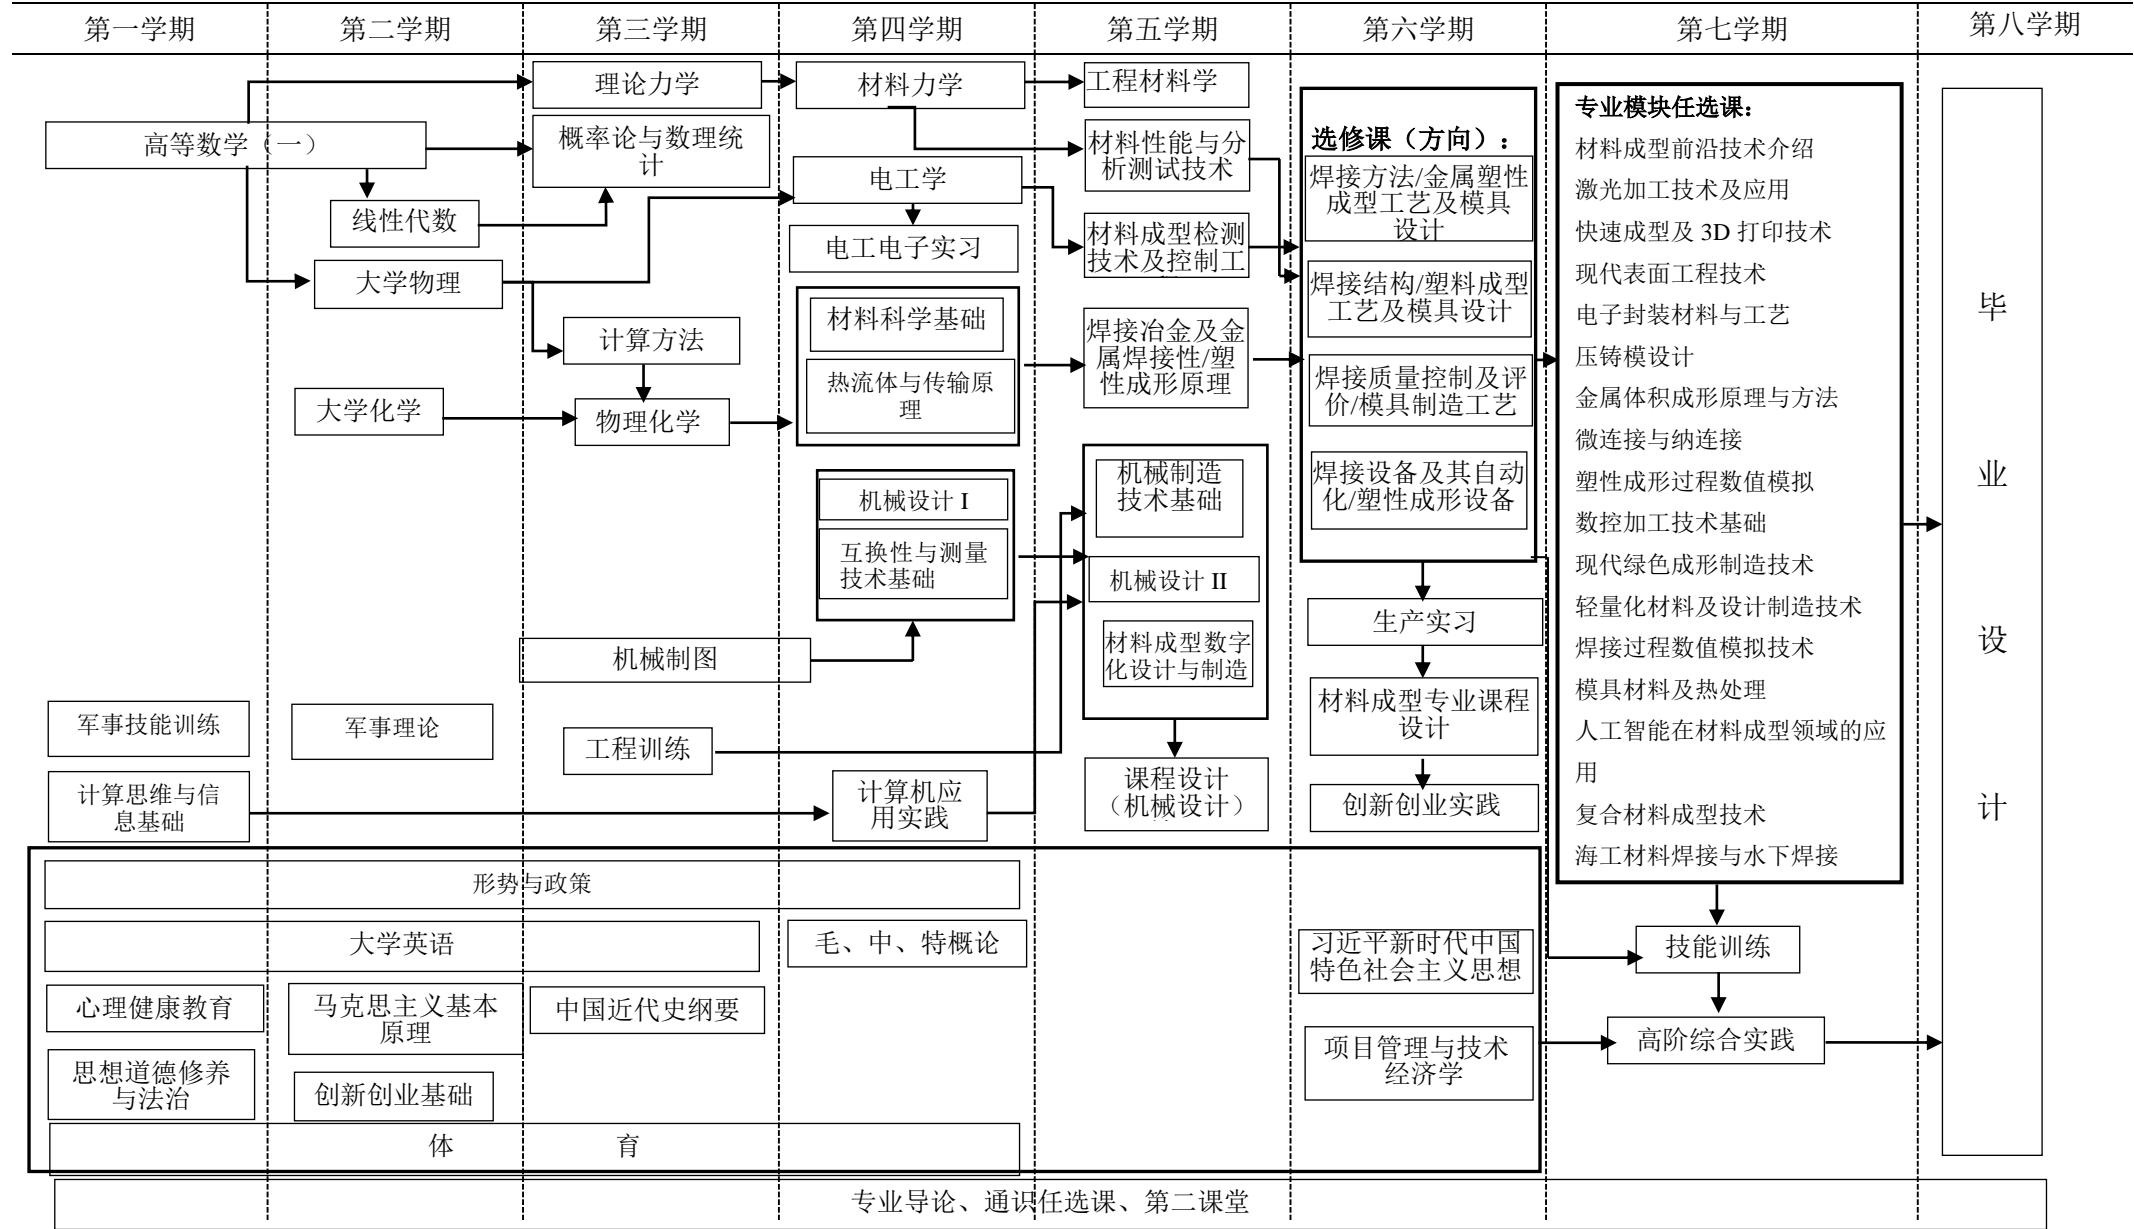 第一学期
第二学期
第三学期
第四学期
第五学期
第六学期
第七学期
第八学期
高等数学（一）
军事技能训练
计算思维与信
息基础
线性代数
大学物理
大学化学
军事理论
理论力学
概率论与数理统
计
计算方法
物理化学
机械制图
工程训练
材料力学
电工学
电工电子实习
材料科学基础
热流体与传输原
理
机械设计 I
互换性与测量
技术基础
计算机应
用实践
工程材料学
材料性能与分
析测试技术
材料成型检测
技术及控制工
焊接冶金及金
属焊接性/塑
性成形原理
机械制造
技术基础
机械设计 II
材料成型数字
化设计与制造
课程设计
（机械设计）
选修课（方向）：
焊接方法/金属塑性
成型工艺及模具
设计
焊接结构/塑料成型
工艺及模具设计
焊接质量控制及评
价/模具制造工艺
焊接设备及其自动
化/塑性成形设备
生产实习
材料成型专业课程
设计
创新创业实践
专业模块任选课：
材料成型前沿技术介绍
激光加工技术及应用
快速成型及 3D 打印技术
现代表面工程技术
电子封装材料与工艺
压铸模设计
金属体积成形原理与方法
微连接与纳连接
塑性成形过程数值模拟
数控加工技术基础
现代绿色成形制造技术
轻量化材料及设计制造技术
焊接过程数值模拟技术
模具材料及热处理
人工智能在材料成型领域的应
用
复合材料成型技术
海工材料焊接与水下焊接
技能训练
高阶综合实践
毕
业
设
计
形势与政策
大学英语
毛、中、特概论
习近平新时代中国
特色社会主义思想
心理健康教育
马克思主义基本
原理
中国近代史纲要
项目管理与技术
经济学
思想道德修养
与法治
创新创业基础
体 育
专业导论、通识任选课、第二课堂